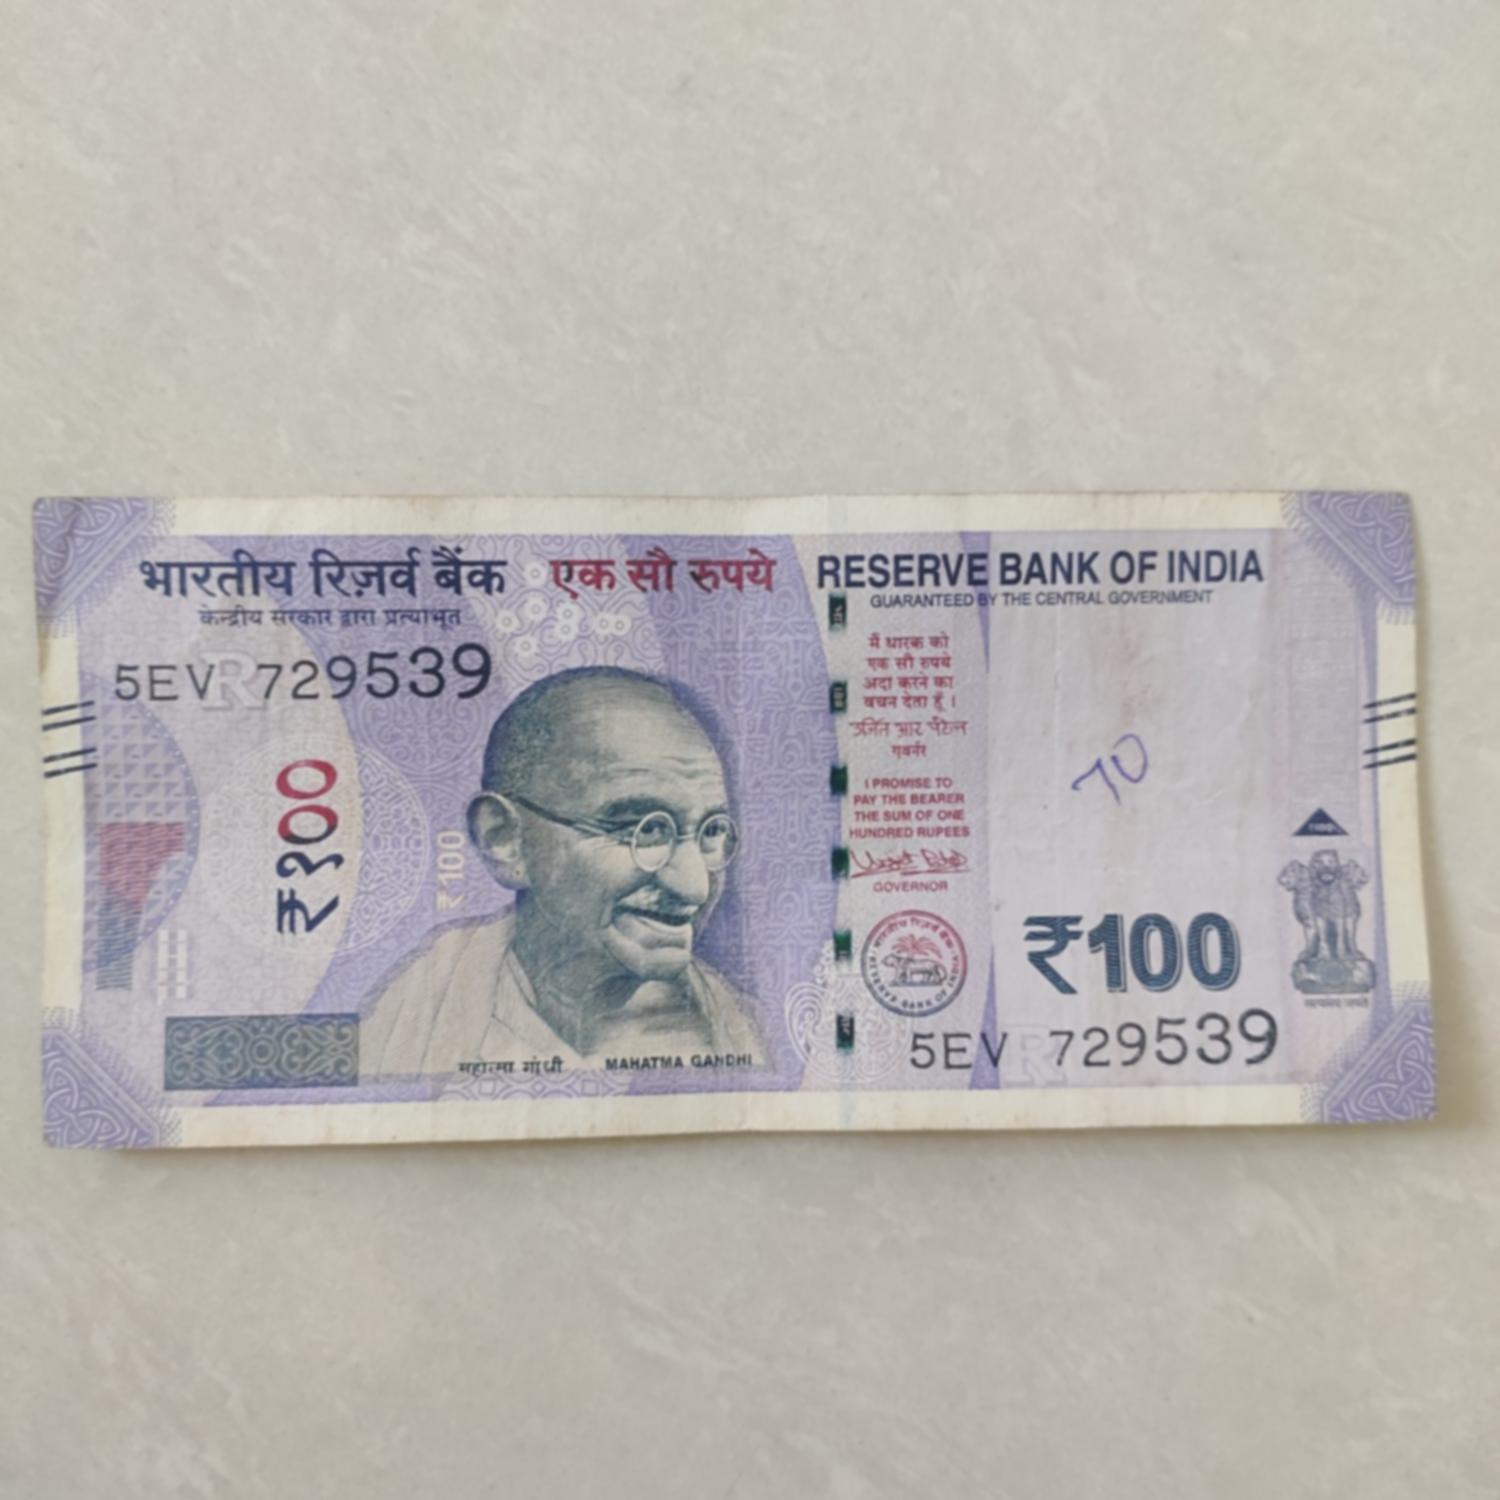 भारतीय रिज़र्व बैंक एक सौ रुपये RESERVE BANK OF INDIA
केन्द्रीय सरकार द्वारा प्रत्याभूत GUARANTEED BY THE CENTRAL GOVERNMENT
5EV 729539
R
मैं धारक को
एक सौ रुपये
अदा करने का
वचन देता हूँ।
उर्जित आर पटेल
गवर्नर
I PROMISE TO
PAY THE BEARER
THE SUM OF ONE
HUNDRED RUPEES
GOVERNOR
70
₹१००
₹100
₹100
सत्यमेव जयते
5EV 729539
R
महात्मा गांधी MAHATMA GANDHI